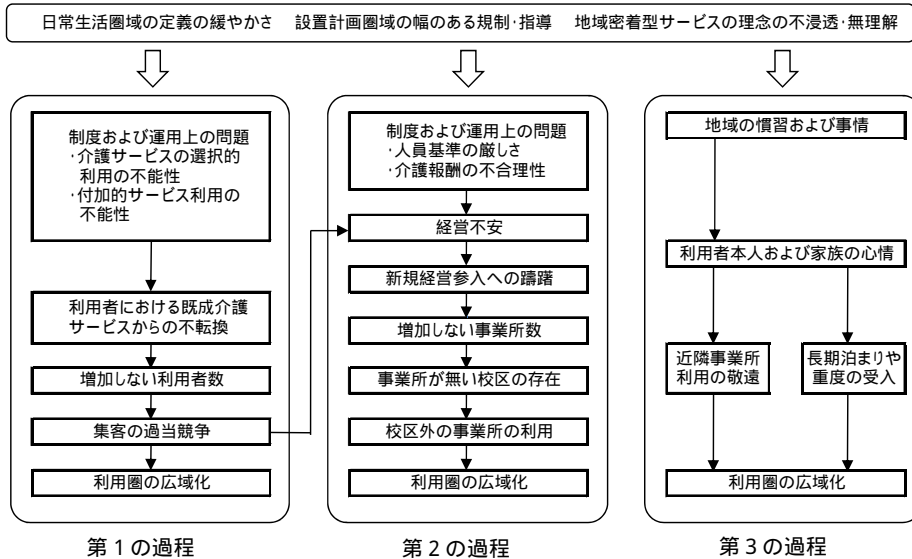 日常生活圏域の定義の緩やかさ　設置計画圏域の幅のある規制・指導　地域密着型サービスの理念の不浸透・無理解
制度および運用上の問題
・介護サービスの選択的
利用の不能性
・付加的サービス利用の
不能性
利用者における既成介護
サービスからの不転換
増加しない利用者数
集客の過当競争
利用圏の広域化
第1の過程
制度および運用上の問題
・人員基準の厳しさ
・介護報酬の不合理性
経営不安
新規経営参入への躊躇
増加しない事業所数
事業所が無い校区の存在
校区外の事業所の利用
利用圏の広域化
第2の過程
地域の慣習および事情
利用者本人および家族の心情
近隣事業所
利用の敬遠
長期泊まりや
重度の受入
利用圏の広域化
第3の過程